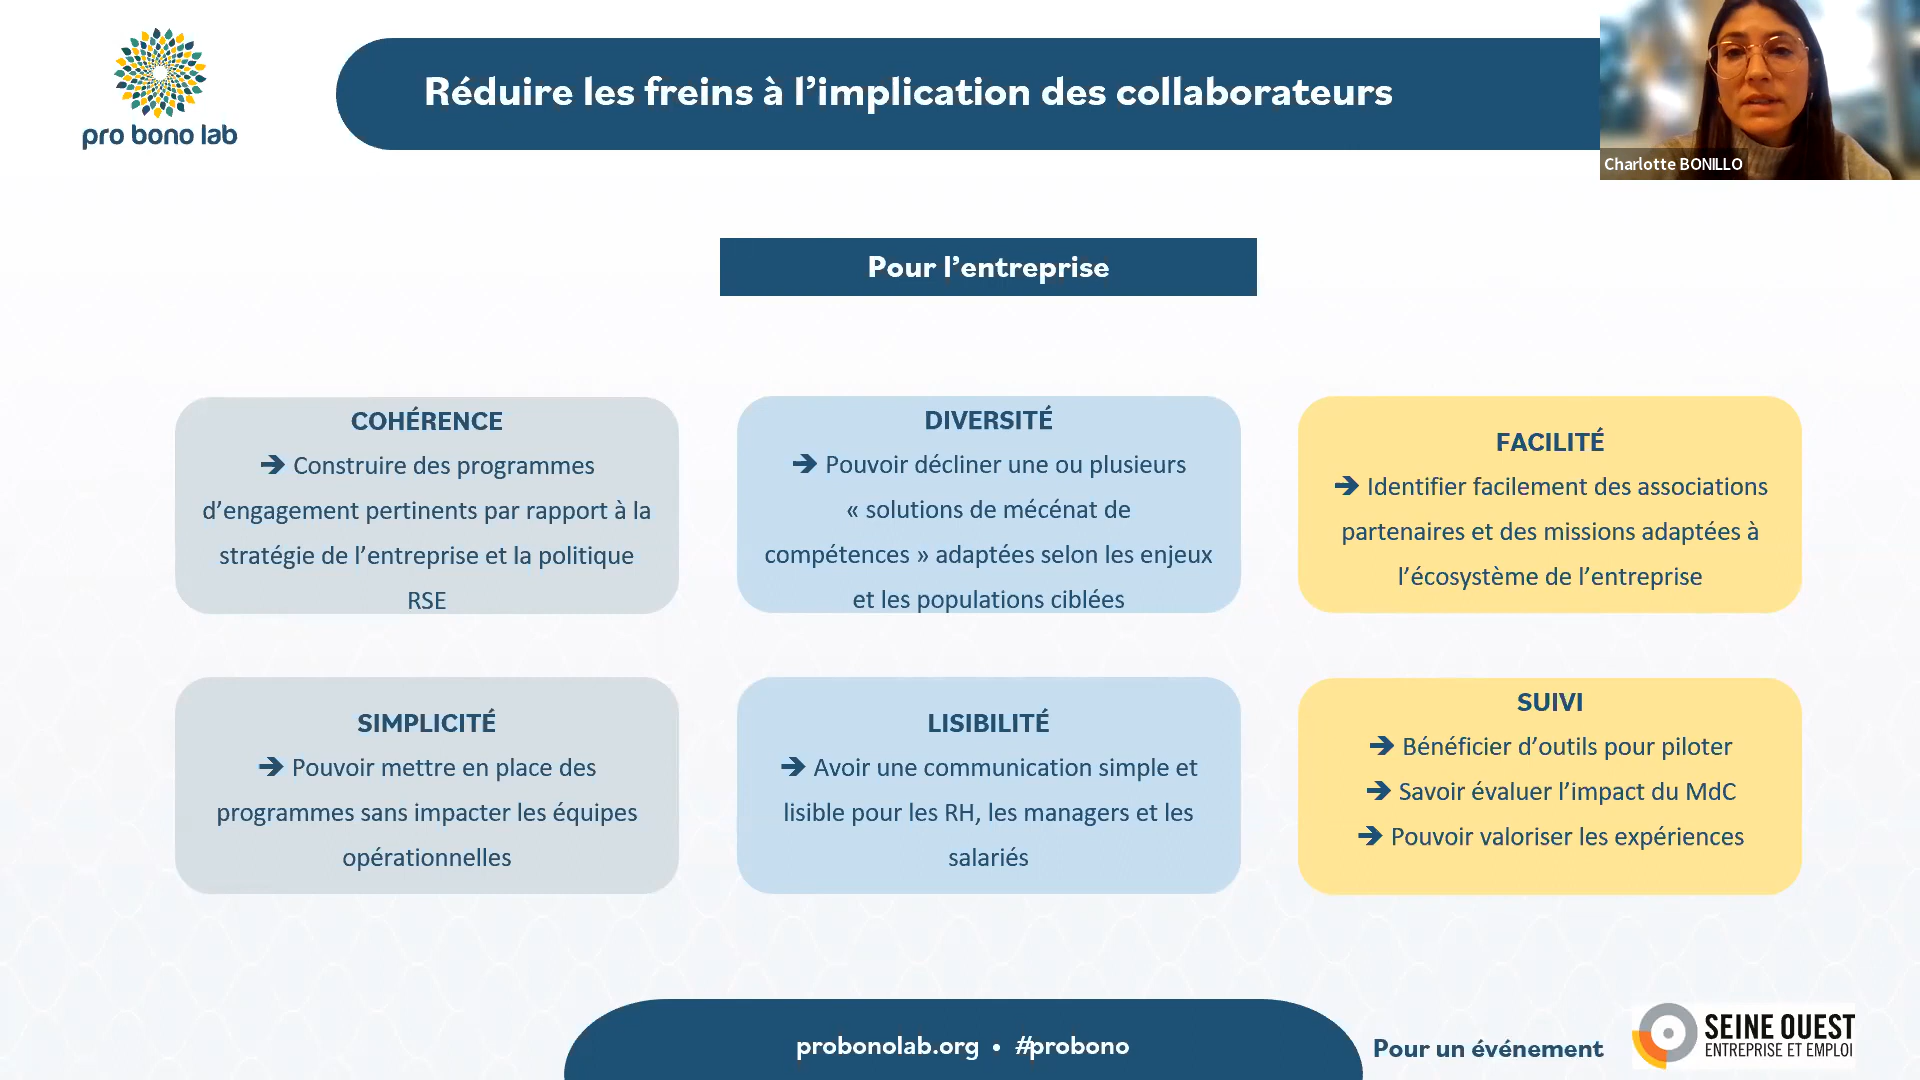 pro bono lab
Réduire les freins à l’implication des collaborateurs
Charlotte BONILLO
Pour l’entreprise
COHÉRENCE
➔ Construire des programmes
d’engagement pertinents par rapport à la
stratégie de l’entreprise et la politique
RSE
DIVERSITÉ
➔ Pouvoir décliner une ou plusieurs
« solutions de mécénat de
compétences » adaptées selon les enjeux
et les populations ciblées
FACILITÉ
➔ Identifier facilement des associations
partenaires et des missions adaptées à
l’écosystème de l’entreprise
SIMPLICITÉ
➔ Pouvoir mettre en place des
programmes sans impacter les équipes
opérationnelles
LISIBILITÉ
➔ Avoir une communication simple et
lisible pour les RH, les managers et les
salariés
SUIVI
➔ Bénéficier d’outils pour piloter
➔ Savoir évaluer l’impact du MdC
➔ Pouvoir valoriser les expériences
probonolab.org • #probono
Pour un événement
SEINE OUEST
ENTREPRISE ET EMPLOI